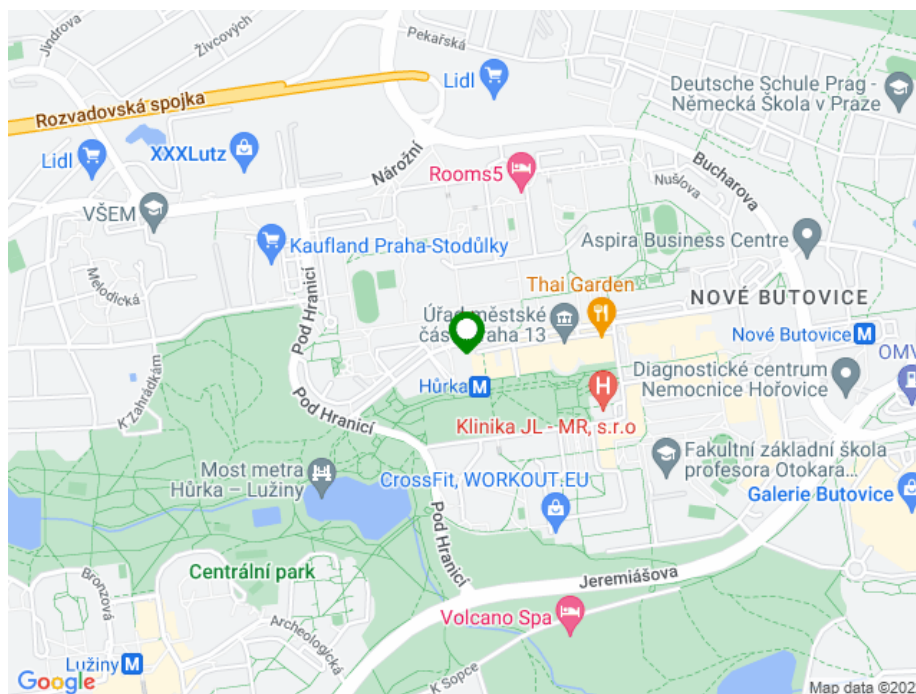 Jindrova
Živcových
Pekařská
Lidl
Deutsche Schule Prag -
Německá Škola v Praze
Rozvadovská spojka
Lidl
XXXLutz
Nárožní
Bucharova
Rooms5
Nušlova
VŠEM
Kaufland Praha-Stodůlky
Aspira Business Centre
Melodická
Pod Hranicí
Thai Garden
NOVÉ BUTOVICE
Úřad městské
části Praha 13
Nové Butovice M
OMV
Hůrka M
Diagnostické centrum
Nemocnice Hořovice
K Zahrádkám
Pod Hranicí
H
Klinika JL - MR, s.r.o
Most metra
Hůrka – Lužiny
CrossFit, WORKOUT.EU
Fakultní základní škola
profesora Otokara...
Galerie Butovice
Pod Hranicí
Centrální park
Bronzová
Jeremiášova
Archeologická
Volcano Spa
Lužiny M
K Sopce
Google
Map data ©202